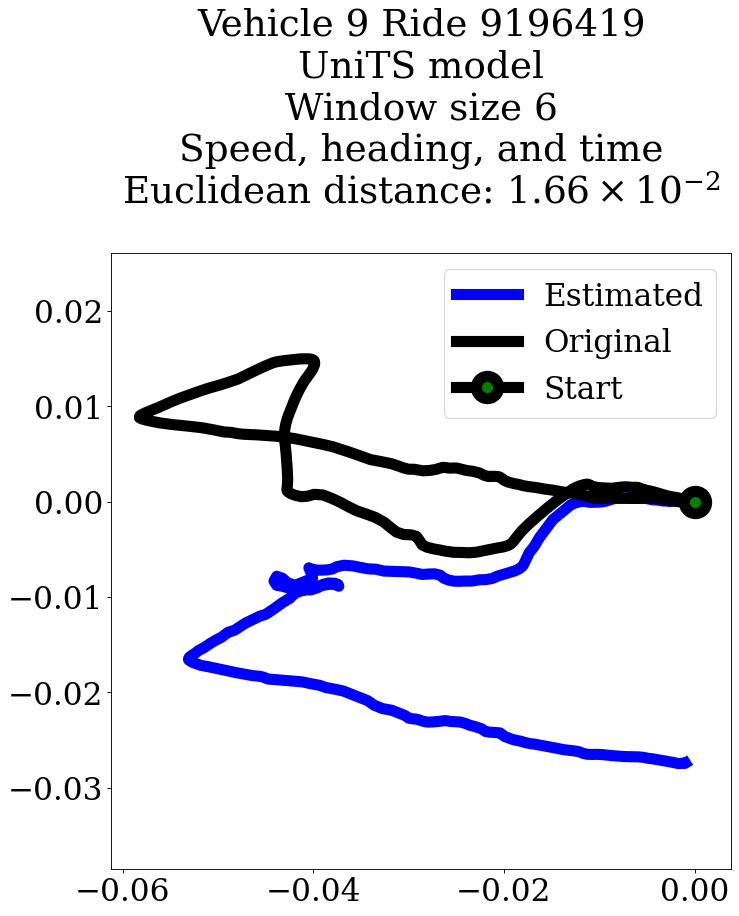 Vehicle 9 Ride 9196419
UniTS model
Window size 6
Speed, heading, and time
Euclidean distance: 1.66 × 10⁻²
Estimated
Original
Start
0.02
0.01
0.00
−0.01
−0.02
−0.03
−0.06 −0.04 −0.02 0.00